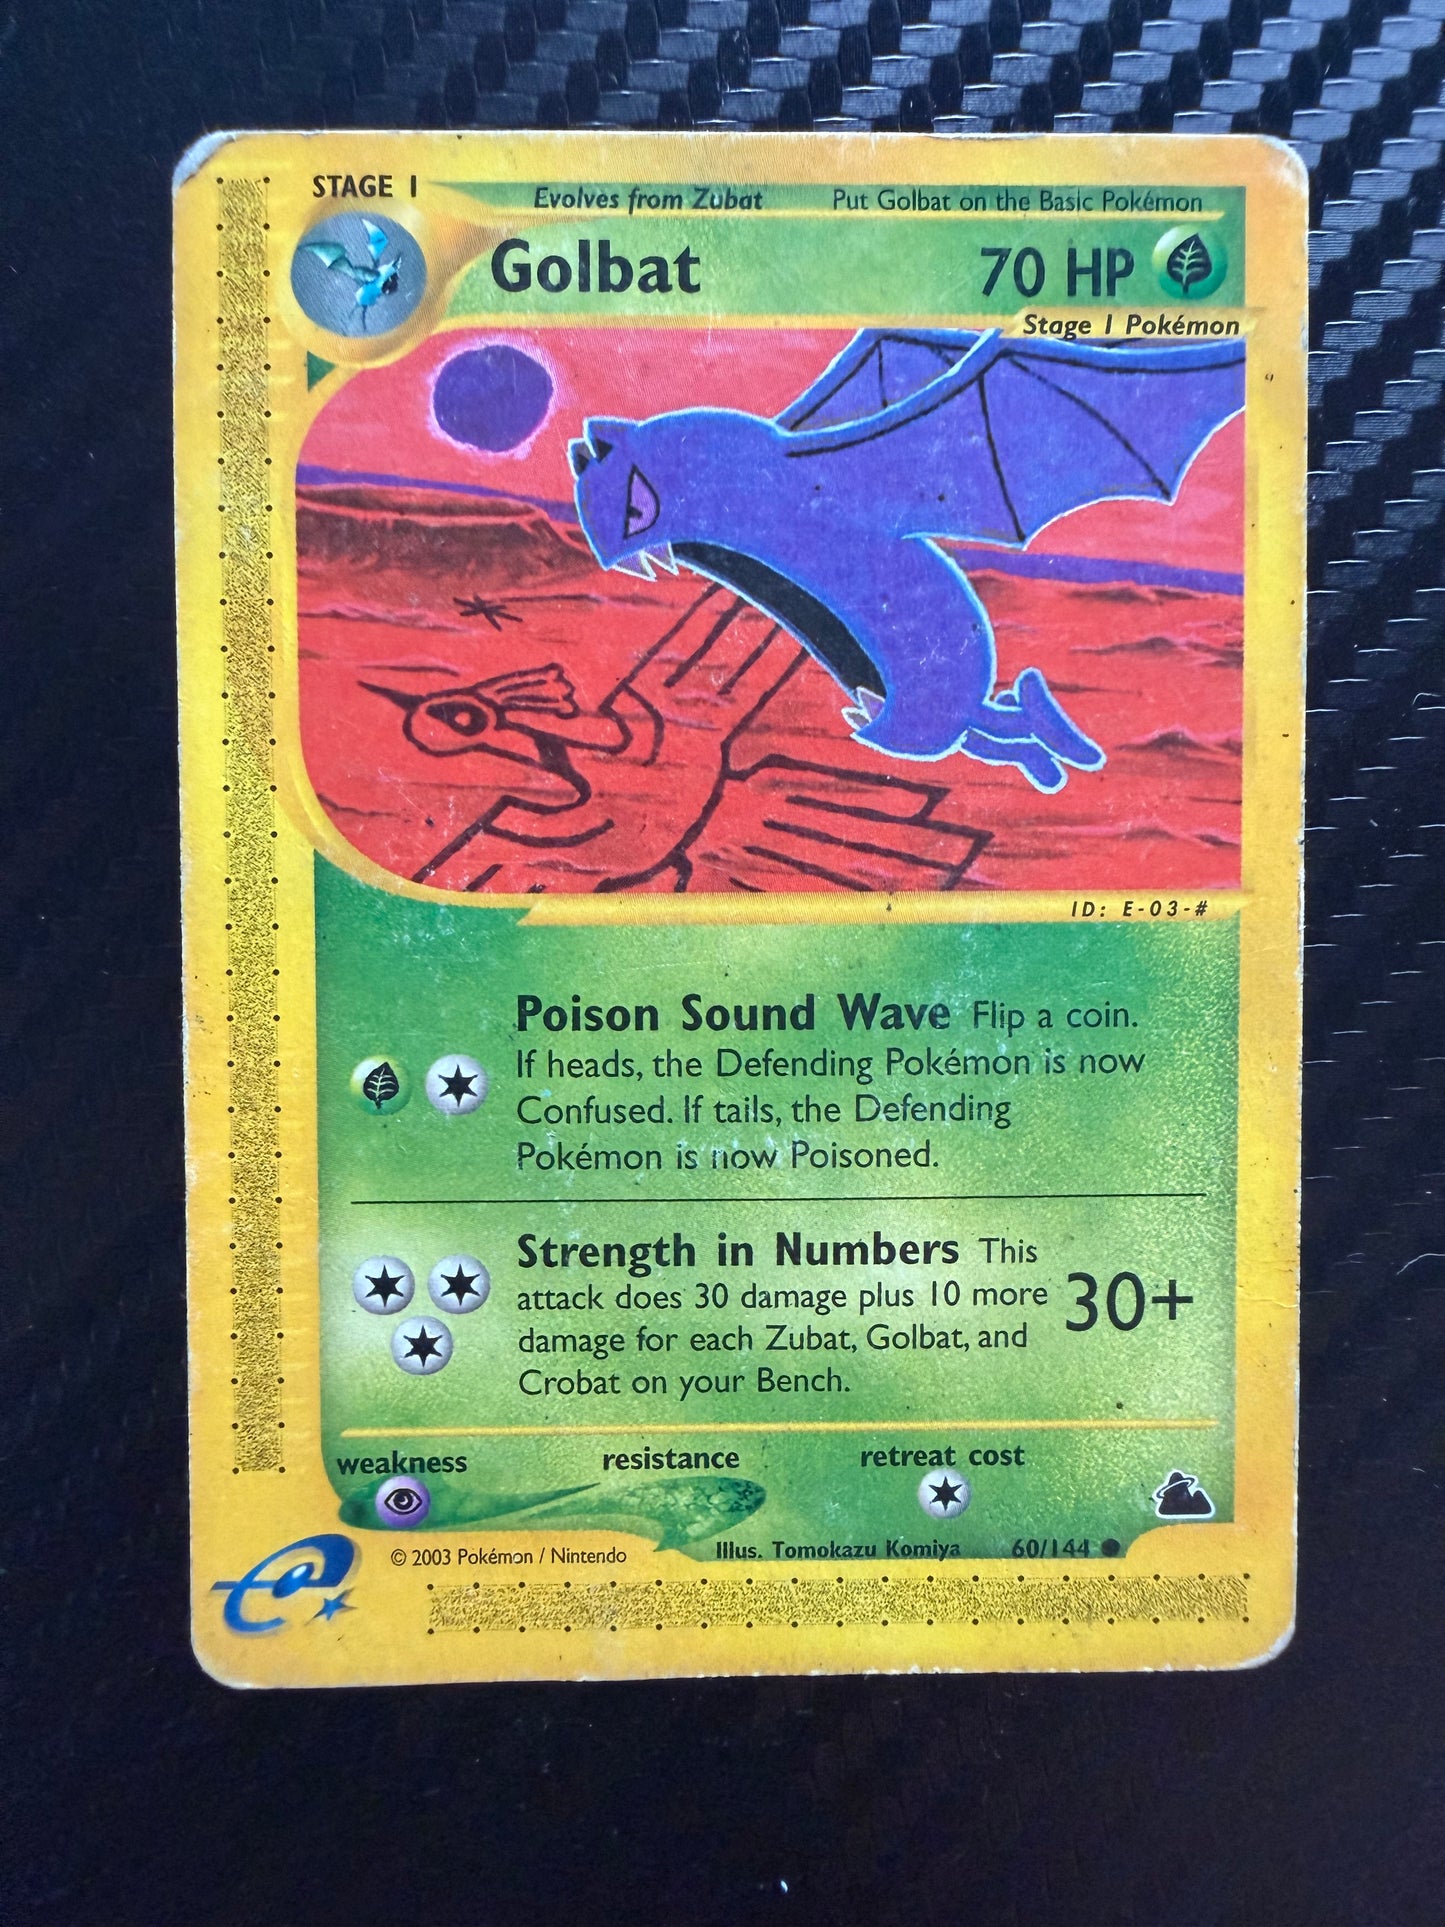 STAGE 1
Evolves from Zubat Put Golbat on the Basic Pokémon
Golbat 70 HP
Stage 1 Pokémon
ID: E-03-#
Poison Sound Wave Flip a coin.
If heads, the Defending Pokémon is now
Confused. If tails, the Defending
Pokémon is now Poisoned.
Strength in Numbers This
attack does 30 damage plus 10 more
damage for each Zubat, Golbat, and
Crobat on your Bench.
30+
weakness resistance retreat cost
© 2003 Pokémon / Nintendo Illus. Tomokazu Komiya 60/144 ●
e